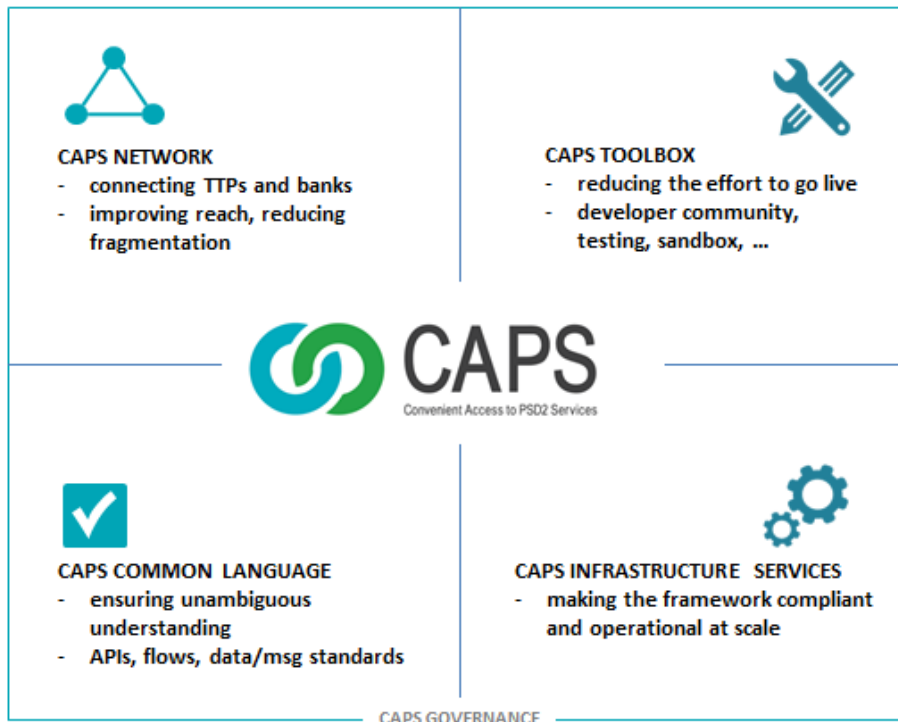 CAPS NETWORK
- connecting TTPs and banks
- improving reach, reducing
fragmentation
CAPS TOOLBOX
- reducing the effort to go live
- developer community,
testing, sandbox, ...
CAPS
Convenient Access to PSD2 Services
CAPS COMMON LANGUAGE
- ensuring unambiguous
understanding
- APIs, flows, data/msg standards
CAPS INFRASTRUCTURE SERVICES
- making the framework compliant
and operational at scale
CAPS GOVERNANCE